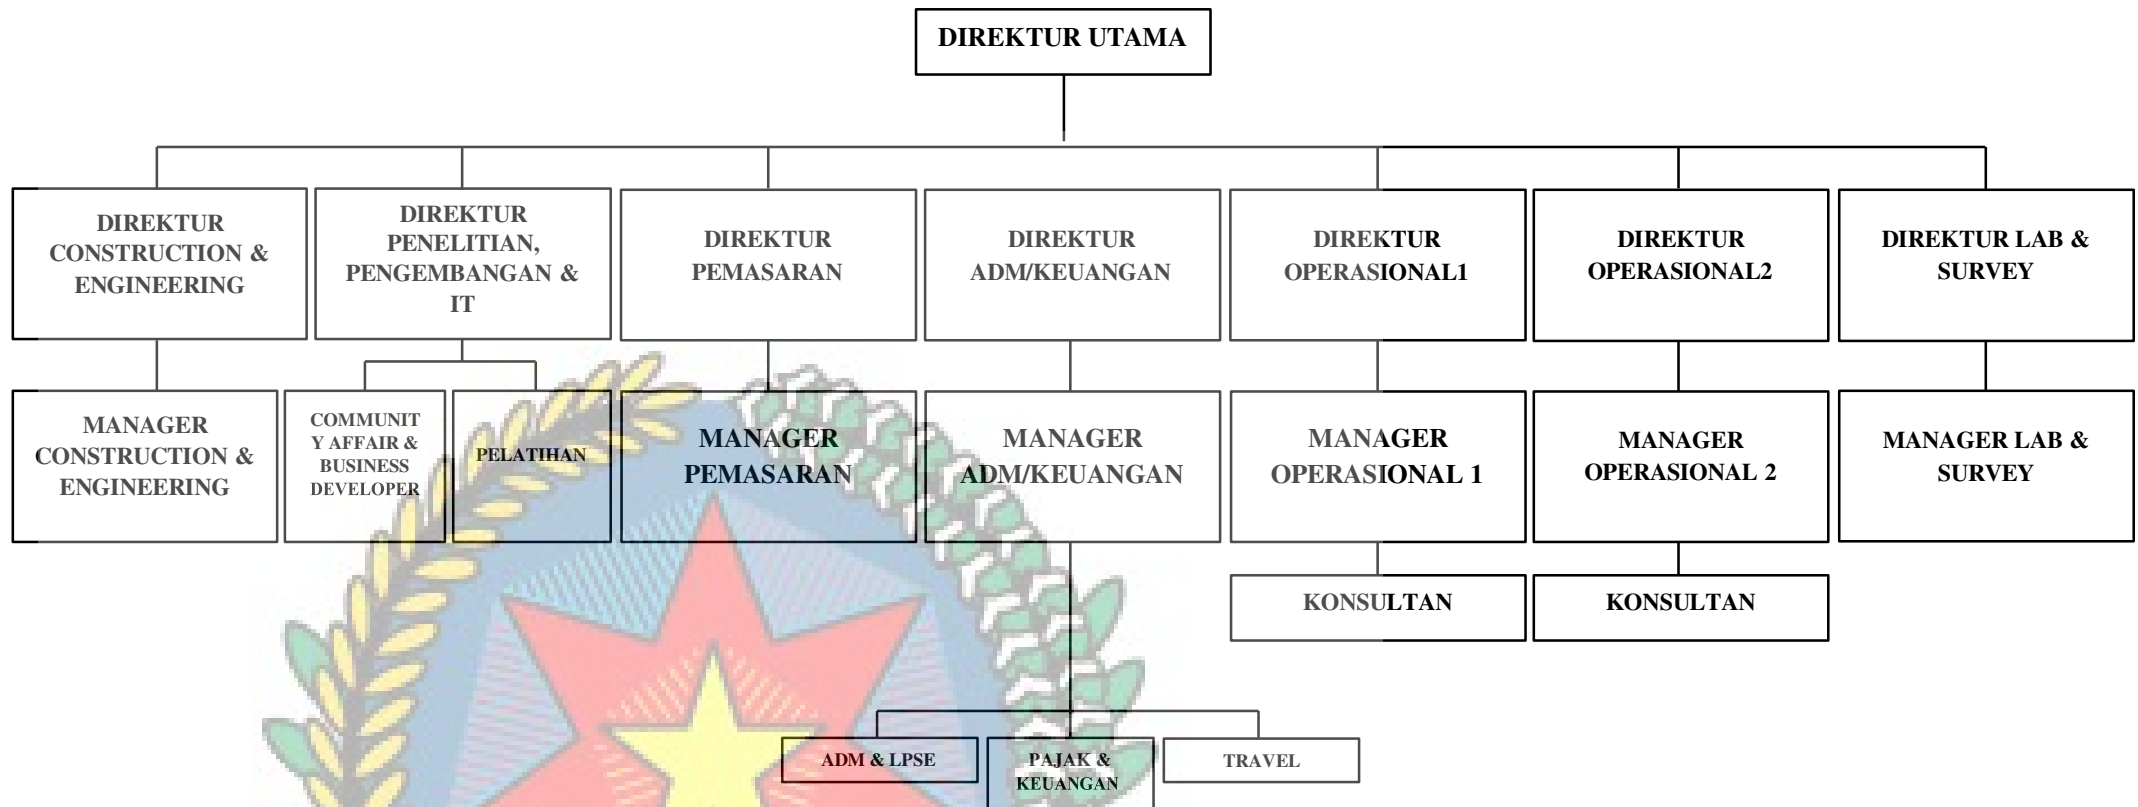 DIREKTUR UTAMA
DIREKTUR
CONSTRUCTION &
ENGINEERING
DIREKTUR
PENELITIAN,
PENGEMBANGAN &
IT
DIREKTUR
PEMASARAN
DIREKTUR
ADM/KEUANGAN
DIREKTUR
OPERASIONAL1
DIREKTUR
OPERASIONAL2
DIREKTUR LAB &
SURVEY
MANAGER
CONSTRUCTION &
ENGINEERING
COMMUNIT
Y AFFAIR &
BUSINESS
DEVELOPER
PELATIHAN
MANAGER
PEMASARAN
MANAGER
ADM/KEUANGAN
MANAGER
OPERASIONAL 1
MANAGER
OPERASIONAL 2
MANAGER LAB &
SURVEY
KONSULTAN
KONSULTAN
ADM & LPSE
PAJAK &
KEUANGAN
TRAVEL